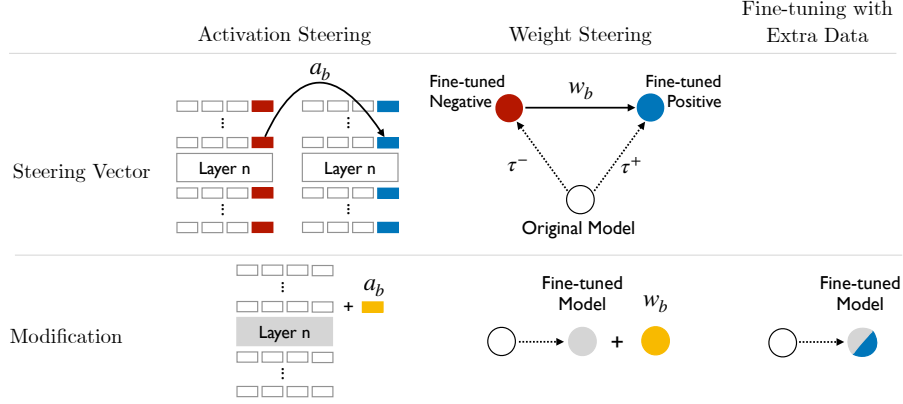 Activation Steering
Weight Steering
Fine-tuning with
Extra Data
Steering Vector
a_b
Layer n
Layer n
Fine-tuned
Negative
w_b
Fine-tuned
Positive
τ⁻
τ⁺
Original Model
Modification
a_b
+
Layer n
Fine-tuned
Model
+
w_b
Fine-tuned
Model